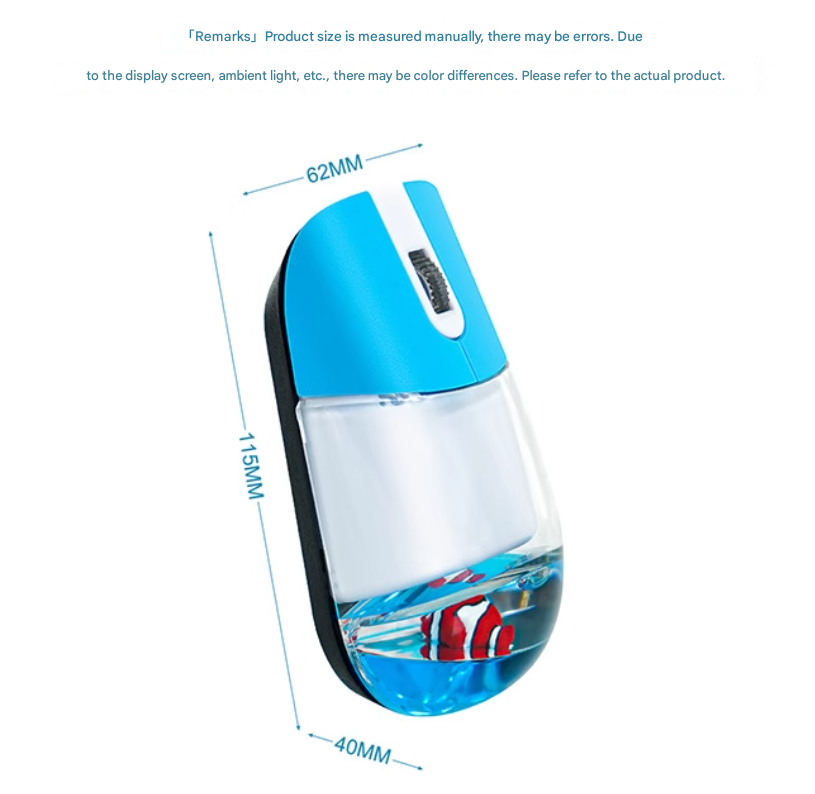 「Remarks」Product size is measured manually, there may be errors. Due
to the display screen, ambient light, etc., there may be color differences. Please refer to the actual product.
62MM
115MM
40MM